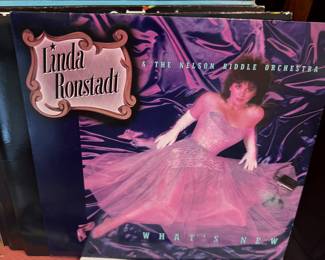 Linda
Ronstadt
& THE NELSON RIDDLE ORCHESTRA
WHAT'S NEW